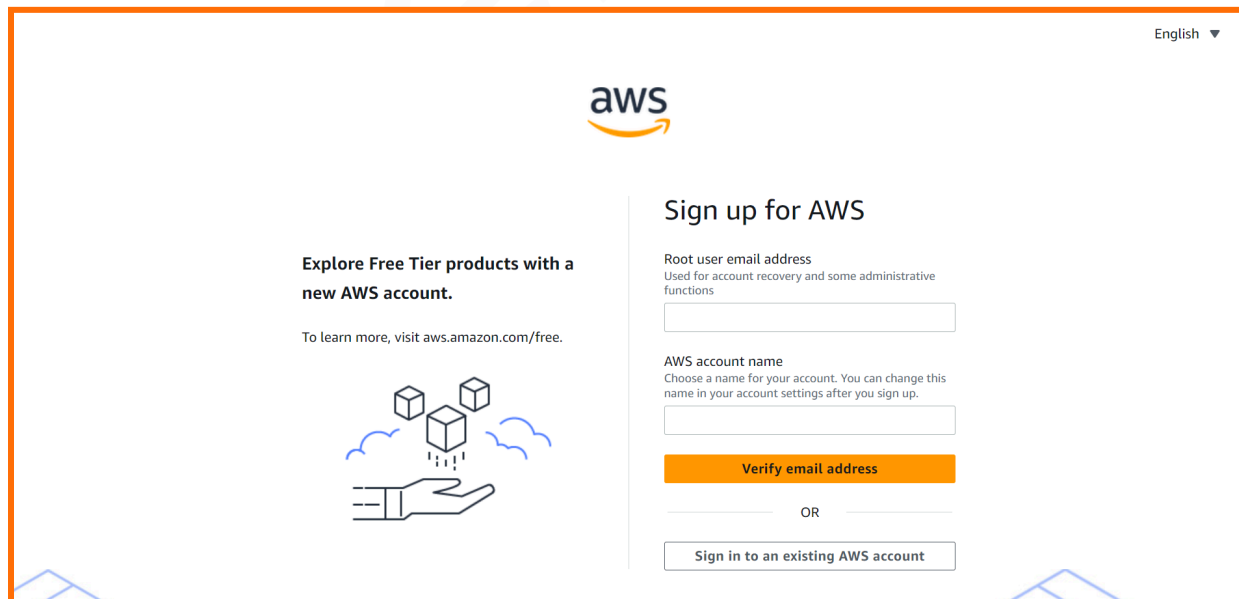 English
aws
Sign up for AWS
Explore Free Tier products with a
new AWS account.
To learn more, visit aws.amazon.com/free.
Root user email address
Used for account recovery and some administrative
functions
AWS account name
Choose a name for your account. You can change this
name in your account settings after you sign up.
Verify email address
OR
Sign in to an existing AWS account